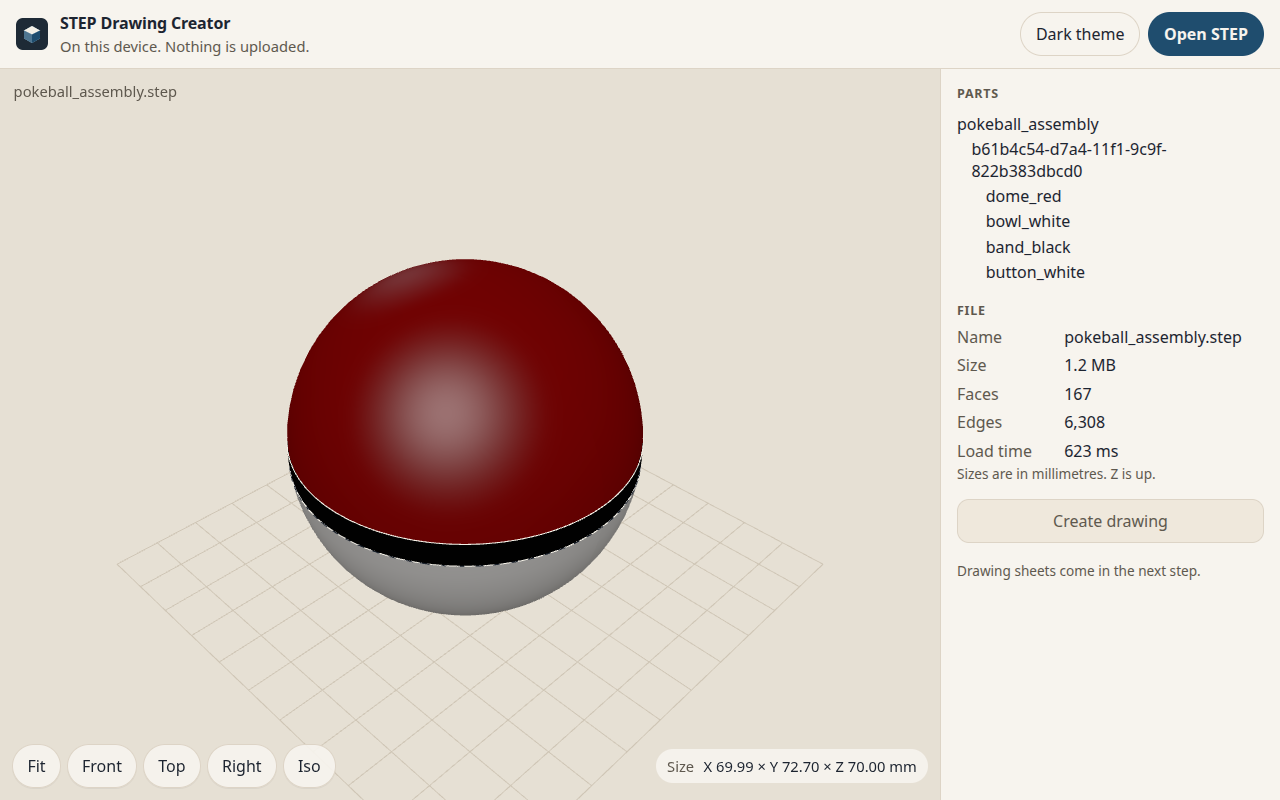 STEP Drawing Creator
On this device. Nothing is uploaded.
Dark theme
Open STEP
pokeball_assembly.step
PARTS
pokeball_assembly
b61b4c54-d7a4-11f1-9c9f-
822b383dbcd0
dome_red
bowl_white
band_black
button_white
FILE
Name pokeball_assembly.step
Size 1.2 MB
Faces 167
Edges 6,308
Load time 623 ms
Sizes are in millimetres. Z is up.
Create drawing
Drawing sheets come in the next step.
Fit Front Top Right Iso
Size X 69.99 × Y 72.70 × Z 70.00 mm